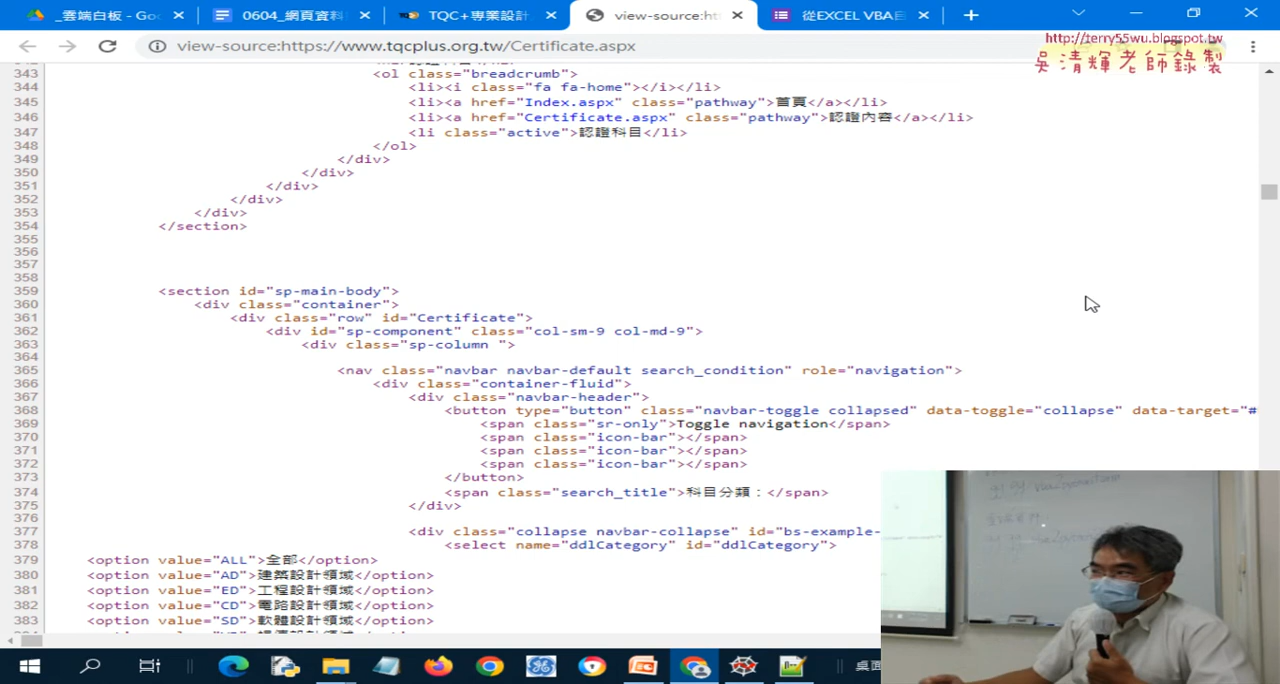 _雲端白板 - Goo
0604_網頁資料
TQC+專業設計
view-source:htt
從EXCEL VBA自
view-source:https://www.tqcplus.org.tw/Certificate.aspx
http://terry55wu.blogspot.tw
吳清輝老師錄製
343 <ol class="breadcrumb">
344 <li><i class="fa fa-home"></i></li>
345 <li><a href="Index.aspx" class="pathway">首頁</a></li>
346 <li><a href="Certificate.aspx" class="pathway">認證內容</a></li>
347 <li class="active">認證科目</li>
348 </ol>
349 </div>
350 </div>
351 </div>
352 </div>
353 </div>
354 </section>
355
356
357
358
359 <section id="sp-main-body">
360 <div class="container">
361 <div class="row" id="Certificate">
362 <div id="sp-component" class="col-sm-9 col-md-9">
363 <div class="sp-column ">
364
365 <nav class="navbar navbar-default search_condition" role="navigation">
366 <div class="container-fluid">
367 <div class="navbar-header">
368 <button type="button" class="navbar-toggle collapsed" data-toggle="collapse" data-target="#
369 <span class="sr-only">Toggle navigation</span>
370 <span class="icon-bar"></span>
371 <span class="icon-bar"></span>
372 <span class="icon-bar"></span>
373 </button>
374 <span class="search_title">科目分類：</span>
375 </div>
376
377 <div class="collapse navbar-collapse" id="bs-example-
378 <select name="ddlCategory" id="ddlCategory">
379 <option value="ALL">全部</option>
380 <option value="AD">建築設計領域</option>
381 <option value="ED">工程設計領域</option>
382 <option value="CD">電路設計領域</option>
383 <option value="SD">軟體設計領域</option>
桌面